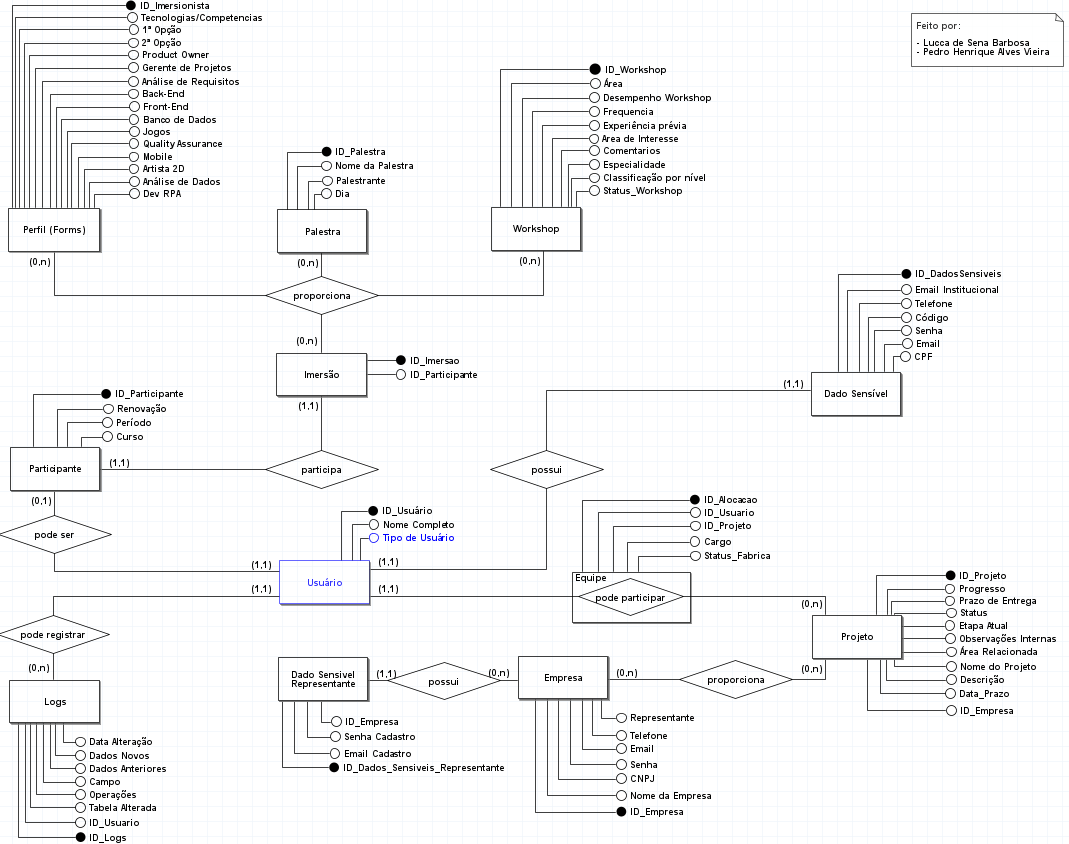 ID_Imersionista
Tecnologias/Competencias
1ª Opção
2ª Opção
Product Owner
Gerente de Projetos
Análise de Requisitos
Back-End
Front-End
Banco de Dados
Jogos
Quality Assurance
Mobile
Artista 2D
Análise de Dados
Dev RPA
Perfil (Forms)
(0,n)
ID_Palestra
Nome da Palestra
Palestrante
Dia
Palestra
(0,n)
ID_Workshop
Área
Desempenho Workshop
Frequencia
Experiência prévia
Area de Interesse
Comentarios
Especialidade
Classificação por nível
Status_Workshop
Workshop
(0,n)
Feito por:
- Lucca de Sena Barbosa
- Pedro Henrique Alves Vieira
proporciona
(0,n)
Imersão
ID_Imersao
ID_Participante
(1,1)
ID_DadosSensiveis
Email Institucional
Telefone
Código
Senha
Email
CPF
(1,1)
Dado Sensível
ID_Participante
Renovação
Período
Curso
Participante
(1,1)
participa
possui
(0,1)
pode ser
ID_Usuário
Nome Completo
Tipo de Usuário
(1,1)
Usuário
(1,1)
(1,1)
(1,1)
ID_Alocacao
ID_Usuario
ID_Projeto
Cargo
Status_Fabrica
Equipe
pode participar
(0,n)
ID_Projeto
Progresso
Prazo de Entrega
Status
Etapa Atual
Observações Internas
Área Relacionada
Nome do Projeto
Descrição
Data_Prazo
ID_Empresa
Projeto
(0,n)
pode registrar
(0,n)
Logs
Data Alteração
Dados Novos
Dados Anteriores
Campo
Operações
Tabela Alterada
ID_Usuario
ID_Logs
Dado Sensivel
Representante
(1,1)
possui
(0,n)
Empresa
(0,n)
proporciona
ID_Empresa
Senha Cadastro
Email Cadastro
ID_Dados_Sensiveis_Representante
Representante
Telefone
Email
Senha
CNPJ
Nome da Empresa
ID_Empresa